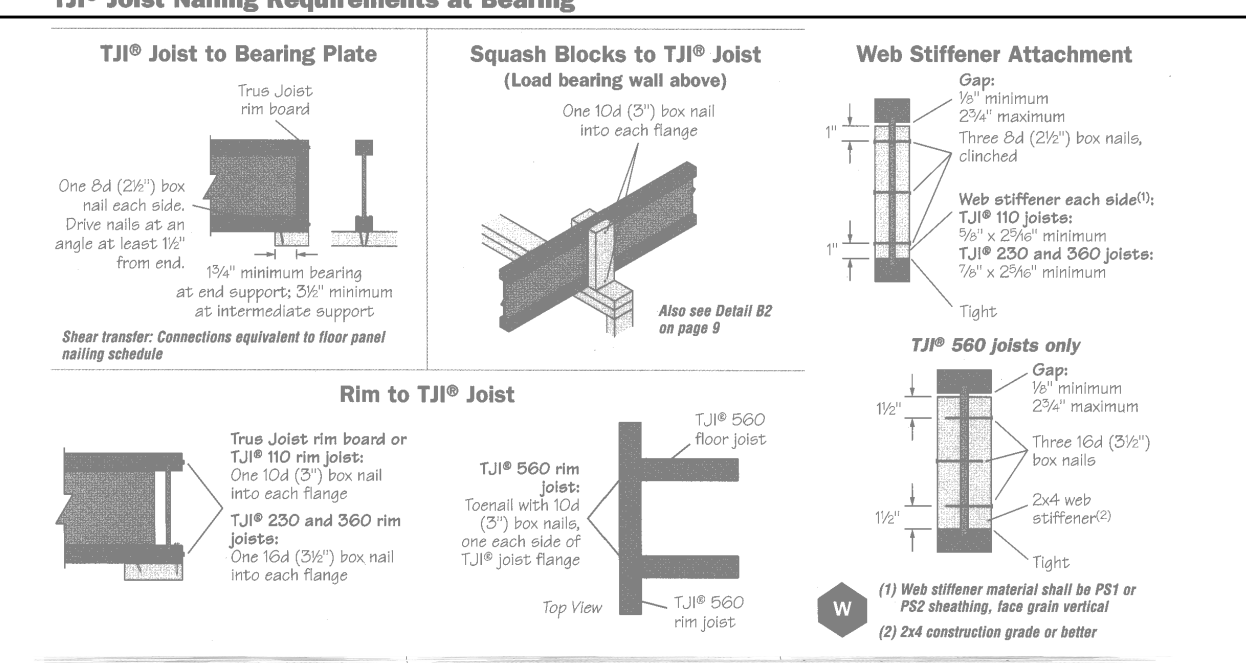 TJI® Joist Nailing Requirements at Bearing
TJI® Joist to Bearing Plate
Trus Joist
rim board
One 8d (2½") box
nail each side.
Drive nails at an
angle at least 1½"
from end.
1¾" minimum bearing
at end support; 3½" minimum
at intermediate support
Shear transfer: Connections equivalent to floor panel
nailing schedule
Squash Blocks to TJI® Joist
(Load bearing wall above)
One 10d (3") box nail
into each flange
Also see Detail B2
on page 9
Web Stiffener Attachment
Gap:
⅛" minimum
2¾" maximum
1"
Three 8d (2½") box nails,
clinched
Web stiffener each side(1):
TJI® 110 joists:
⅝" x 2⁵⁄₁₆" minimum
1"
TJI® 230 and 360 joists:
⅞" x 2⁵⁄₁₆" minimum
Tight
TJI® 560 joists only
Gap:
⅛" minimum
2¾" maximum
1½"
Three 16d (3½")
box nails
1½"
2x4 web
stiffener(2)
Tight
W
(1) Web stiffener material shall be PS1 or
PS2 sheathing, face grain vertical
(2) 2x4 construction grade or better
Rim to TJI® Joist
Trus Joist rim board or
TJI® 110 rim joist:
One 10d (3") box nail
into each flange
TJI® 230 and 360 rim
joists:
One 16d (3½") box nail
into each flange
TJI® 560
floor joist
TJI® 560 rim
joist:
Toenail with 10d
(3") box nails,
one each side of
TJI® joist flange
Top View
TJI® 560
rim joist